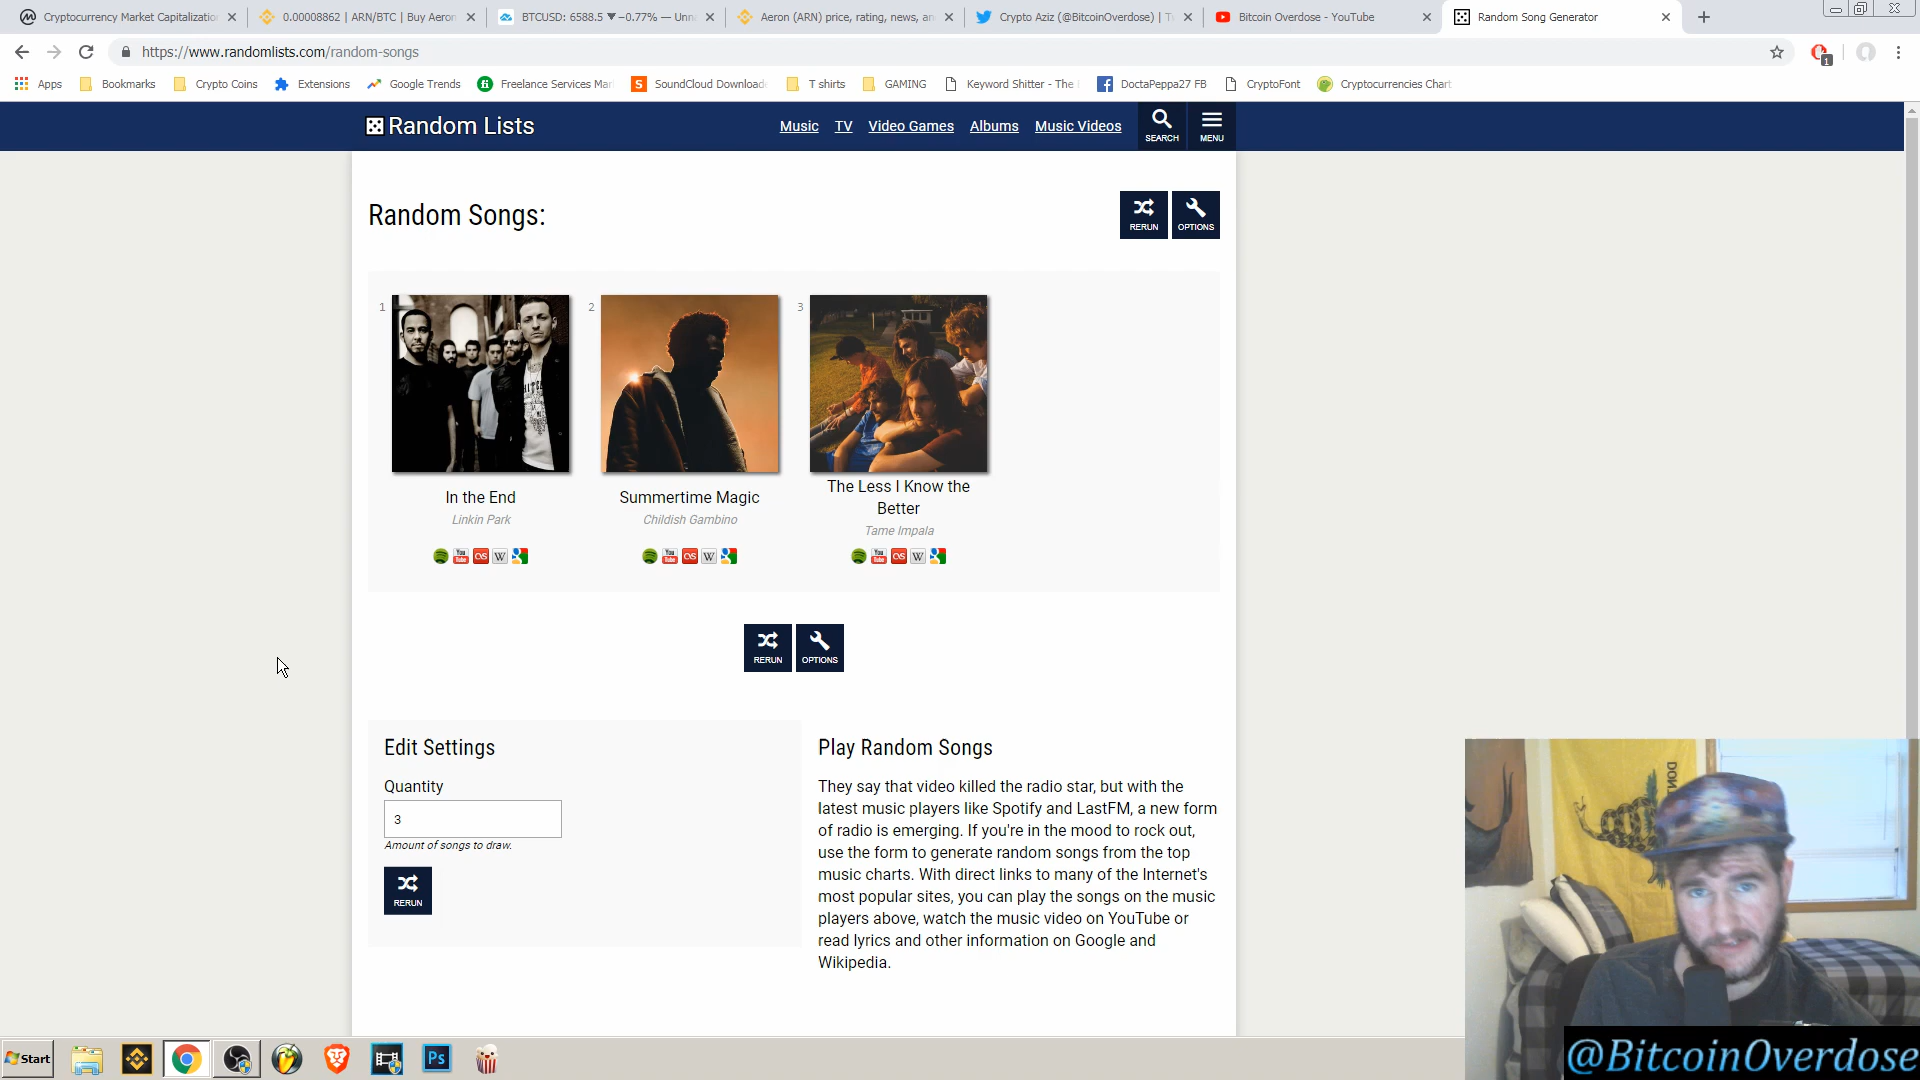 Cryptocurrency Market Capitalizatio
0.00008862 | ARN/BTC | Buy Aeron
BTCUSD: 6588.5 ▼−0.77% — Unna
Aeron (ARN) price, rating, news, an
Crypto Aziz (@BitcoinOverdose) | T
Bitcoin Overdose - YouTube
Random Song Generator
https://www.randomlists.com/random-songs
1
Apps
Bookmarks
Crypto Coins
Extensions
Google Trends
Freelance Services Mar
SoundCloud Download
T shirts
GAMING
Keyword Shitter - The
DoctaPeppa27 FB
CryptoFont
Cryptocurrencies Chart
Random Lists
Music
TV
Video Games
Albums
Music Videos
SEARCH
MENU
Random Songs:
RERUN
OPTIONS
1
2
3
In the End
Linkin Park
Summertime Magic
Childish Gambino
The Less I Know the
Better
Tame Impala
RERUN
OPTIONS
Edit Settings
Quantity
3
Amount of songs to draw.
RERUN
Play Random Songs
They say that video killed the radio star, but with the
latest music players like Spotify and LastFM, a new form
of radio is emerging. If you're in the mood to rock out,
use the form to generate random songs from the top
music charts. With direct links to many of the Internet's
most popular sites, you can play the songs on the music
players above, watch the music video on YouTube or
read lyrics and other information on Google and
Wikipedia.
DON
Start
Ps
@BitcoinOverdose